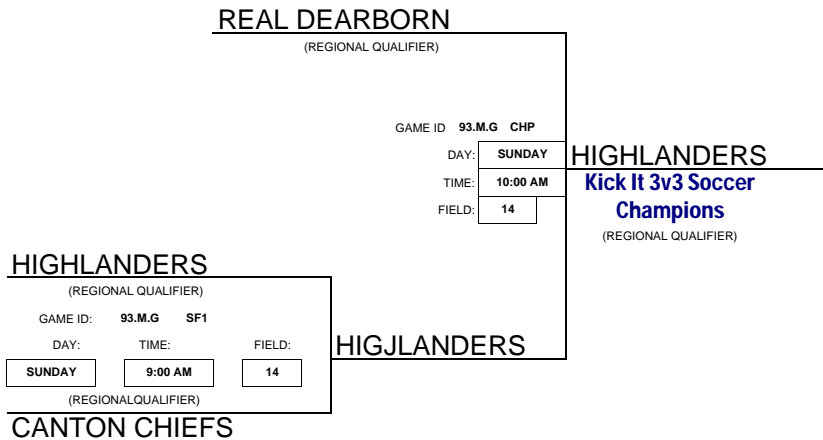 REAL DEARBORN
(REGIONAL QUALIFIER)
GAME ID 93.M.G CHP
DAY: SUNDAY
TIME: 10:00 AM
FIELD: 14
HIGHLANDERS
Kick It 3v3 Soccer
Champions
(REGIONAL QUALIFIER)
HIGHLANDERS
(REGIONAL QUALIFIER)
GAME ID: 93.M.G SF1
DAY: TIME: FIELD:
SUNDAY 9:00 AM 14
(REGIONALQUALIFIER)
CANTON CHIEFS
HIGJLANDERS